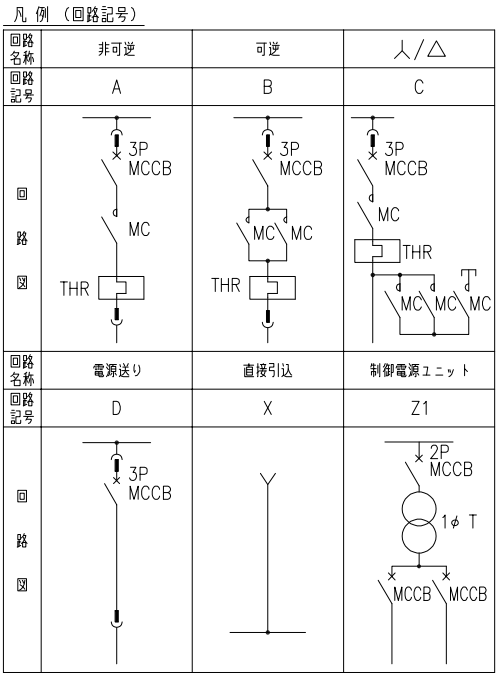 凡 例 (回路記号)
回路名称 非可逆 可逆 人/△
回路記号 A B C
回路図
3P MCCB MC THR
3P MCCB MC MC THR
3P MCCB MC THR MC MC MC
回路名称 電源送り 直接引込 制御電源ユニット
回路記号 D X Z1
回路図
3P MCCB
2P MCCB 1φ T MCCB MCCB